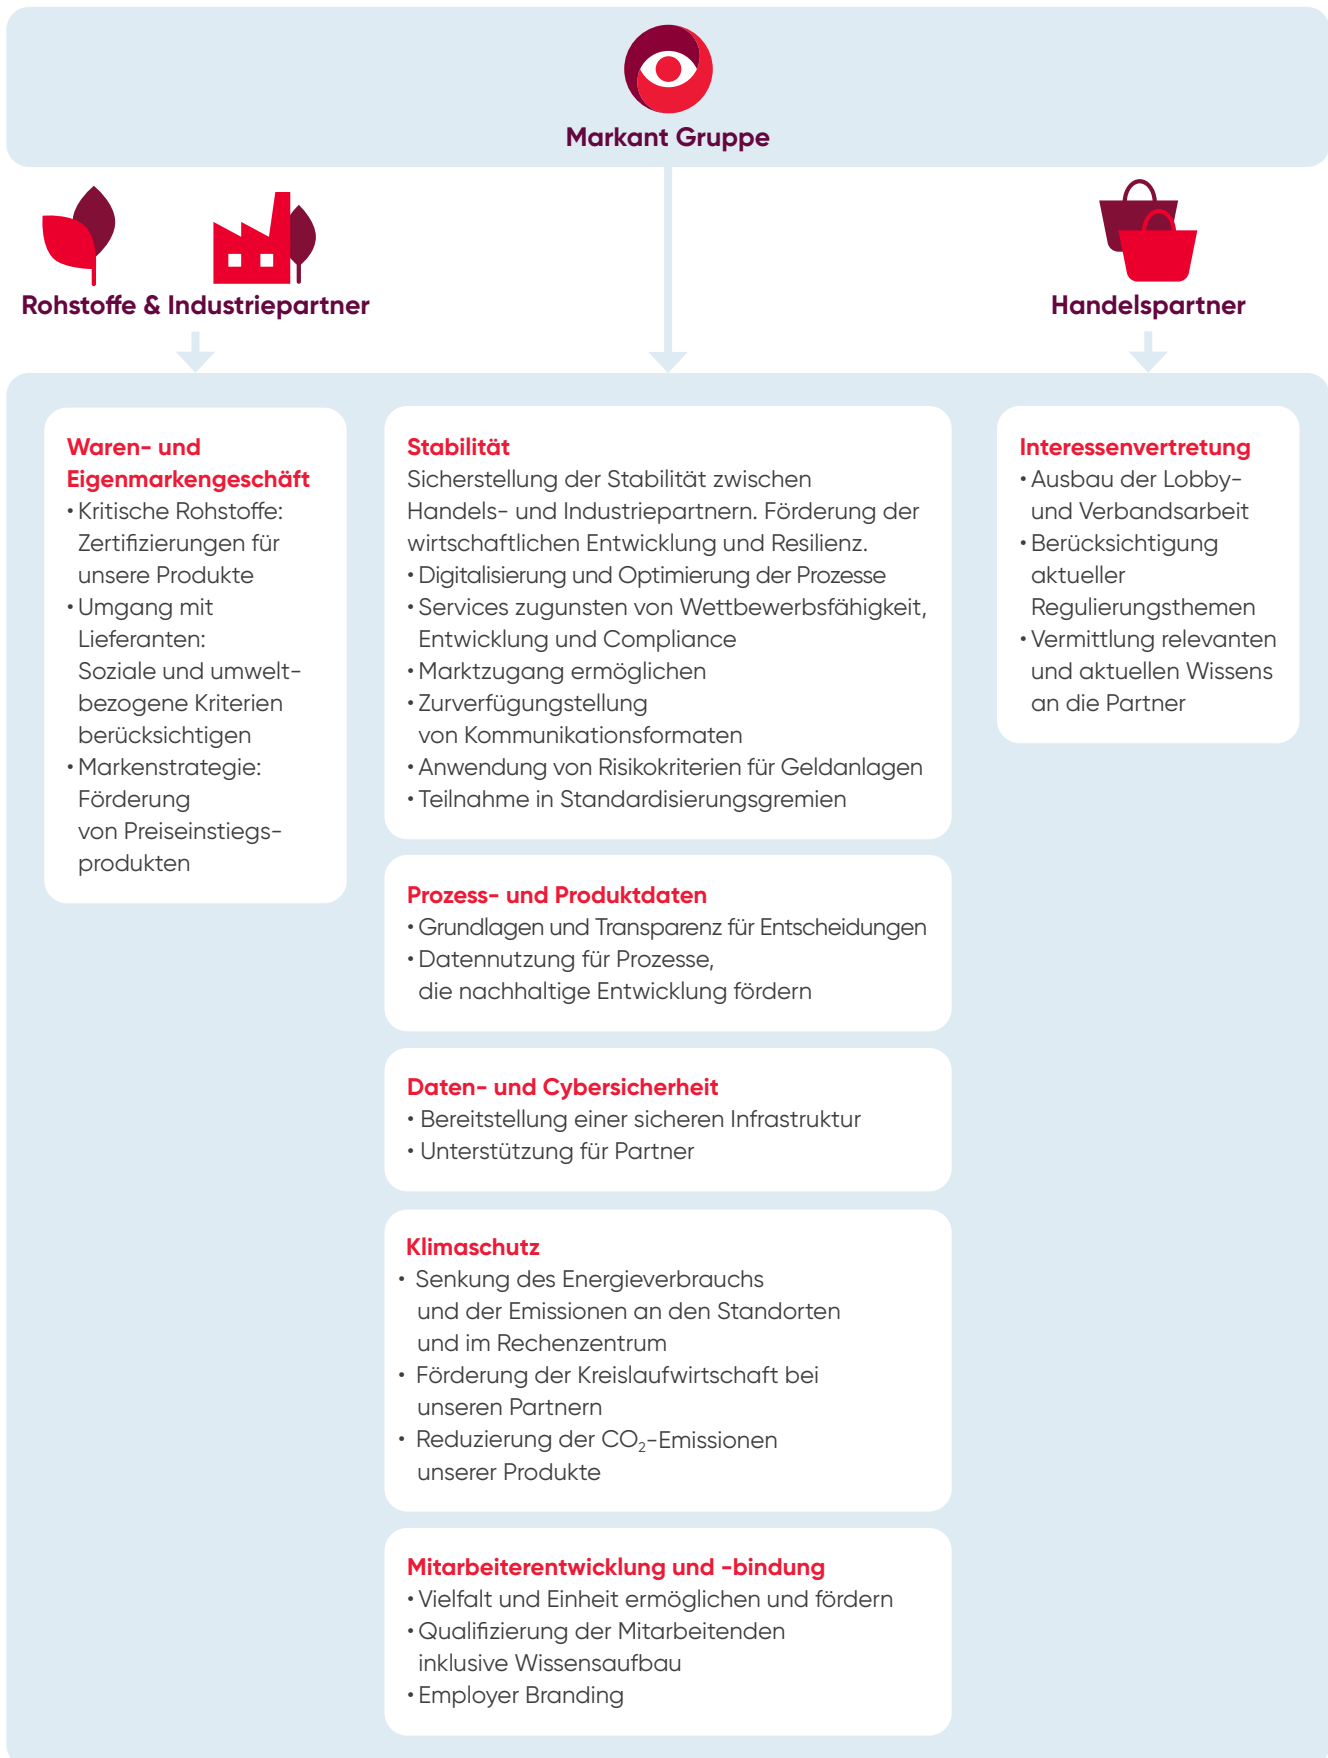 Markant Gruppe
Rohstoffe & Industriepartner
Handelspartner
Waren- und
Eigenmarkengeschäft
• Kritische Rohstoffe:
Zertifizierungen für
unsere Produkte
• Umgang mit
Lieferanten:
Soziale und umwelt-
bezogene Kriterien
berücksichtigen
• Markenstrategie:
Förderung
von Preiseinstiegs-
produkten
Stabilität
Sicherstellung der Stabilität zwischen
Handels- und Industriepartnern. Förderung der
wirtschaftlichen Entwicklung und Resilienz.
• Digitalisierung und Optimierung der Prozesse
• Services zugunsten von Wettbewerbsfähigkeit,
Entwicklung und Compliance
• Marktzugang ermöglichen
• Zurverfügungstellung
von Kommunikationsformaten
• Anwendung von Risikokriterien für Geldanlagen
• Teilnahme in Standardisierungsgremien
Prozess- und Produktdaten
• Grundlagen und Transparenz für Entscheidungen
• Datennutzung für Prozesse,
die nachhaltige Entwicklung fördern
Daten- und Cybersicherheit
• Bereitstellung einer sicheren Infrastruktur
• Unterstützung für Partner
Klimaschutz
• Senkung des Energieverbrauchs
und der Emissionen an den Standorten
und im Rechenzentrum
• Förderung der Kreislaufwirtschaft bei
unseren Partnern
• Reduzierung der CO₂-Emissionen
unserer Produkte
Mitarbeiterentwicklung und -bindung
• Vielfalt und Einheit ermöglichen und fördern
• Qualifizierung der Mitarbeitenden
inklusive Wissensaufbau
• Employer Branding
Interessenvertretung
• Ausbau der Lobby-
und Verbandsarbeit
• Berücksichtigung
aktueller
Regulierungsthemen
• Vermittlung relevanten
und aktuellen Wissens
an die Partner